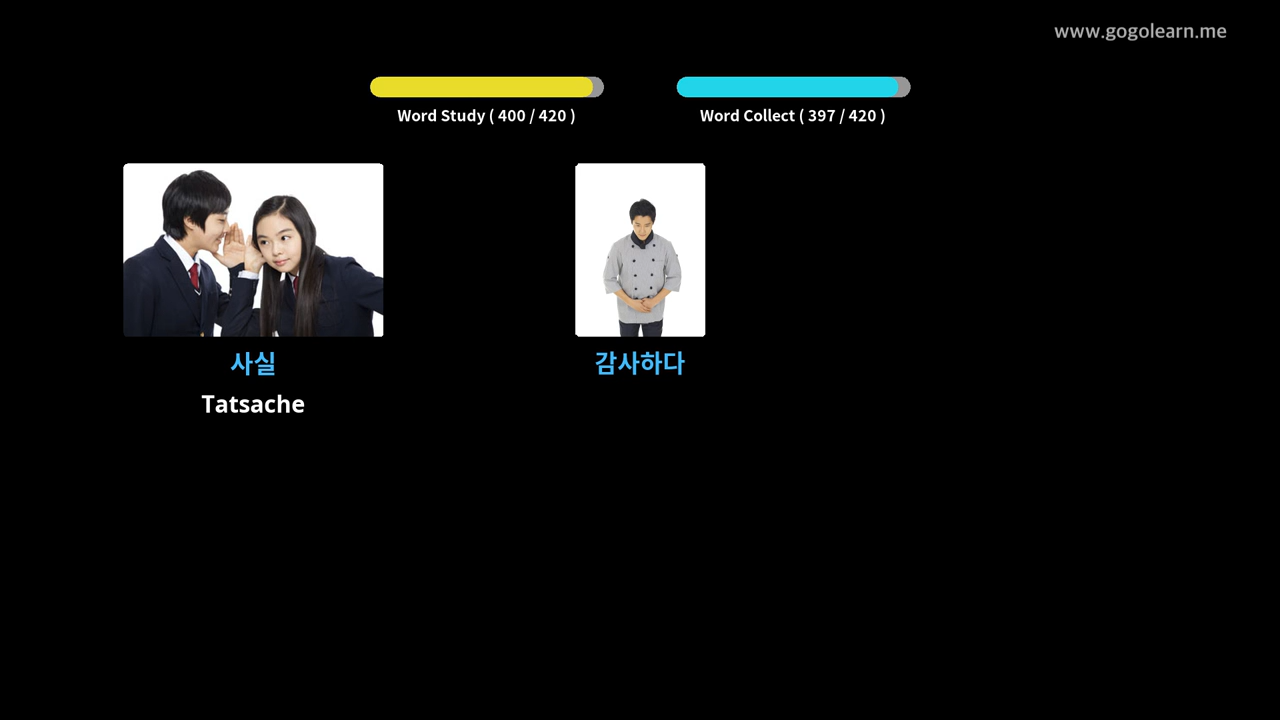 www.gogolearn.me
Word Study ( 400 / 420 )
Word Collect ( 397 / 420 )
사실
감사하다
Tatsache